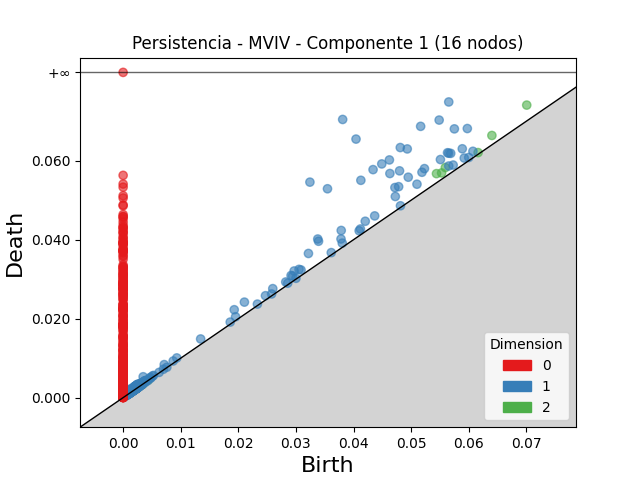 Persistencia - MVIV - Componente 1 (16 nodos)
+∞
0.060
0.040
0.020
0.000
Death
Dimension
0
1
2
0.00 0.01 0.02 0.03 0.04 0.05 0.06 0.07
Birth